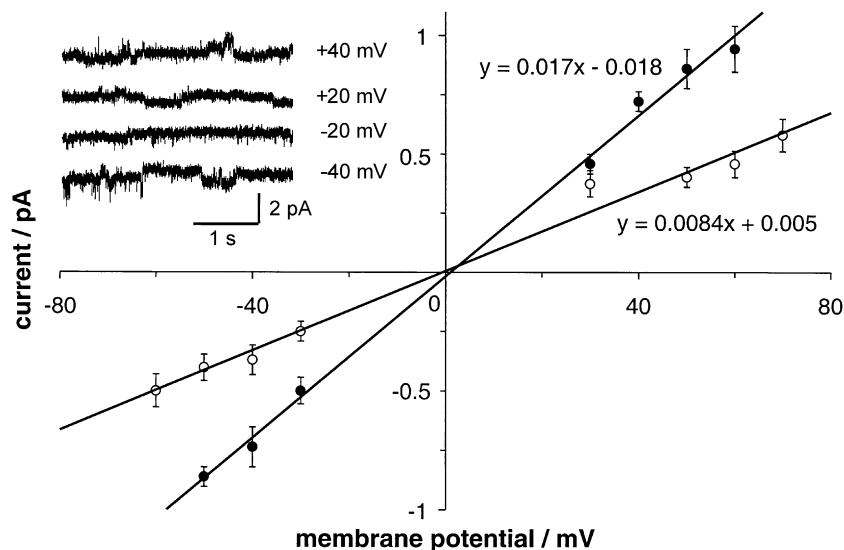 +40 mV
+20 mV
-20 mV
-40 mV
2 pA
1 s
y = 0.017x - 0.018
y = 0.0084x + 0.005
1
0.5
-0.5
-1
-80
-40
0
40
80
current / pA
membrane potential / mV